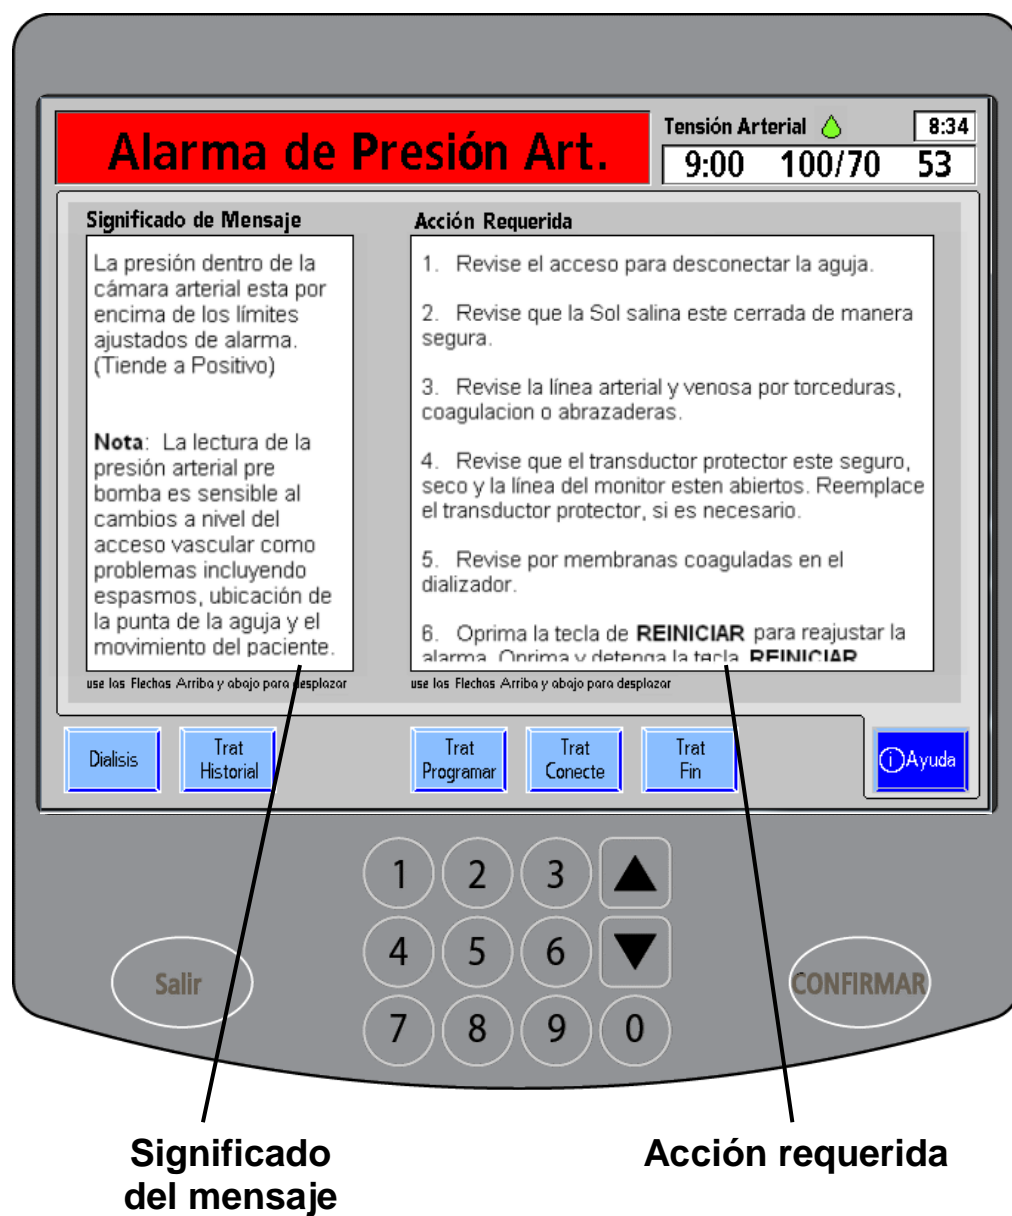 Alarma de Presión Art.
Tensión Arterial
8:34
9:00 100/70 53
Significado de Mensaje
La presión dentro de la
cámara arterial esta por
encima de los límites
ajustados de alarma.
(Tiende a Positivo)
Nota: La lectura de la
presión arterial pre
bomba es sensible al
cambios a nivel del
acceso vascular como
problemas incluyendo
espasmos, ubicación de
la punta de la aguja y el
movimiento del paciente.
use las Flechas Arriba y abajo para desplazar
Acción Requerida
1. Revise el acceso para desconectar la aguja.
2. Revise que la Sol salina este cerrada de manera
segura.
3. Revise la línea arterial y venosa por torceduras,
coagulacion o abrazaderas.
4. Revise que el transductor protector este seguro,
seco y la línea del monitor esten abiertos. Reemplace
el transductor protector, si es necesario.
5. Revise por membranas coaguladas en el
dializador.
6. Oprima la tecla de REINICIAR para reajustar la
alarma. Oprima y detenga la tecla REINICIAR
use las Flechas Arriba y abajo para desplazar
Dialisis
Trat
Historial
Trat
Programar
Trat
Conecte
Trat
Fin
i Ayuda
1 2 3
4 5 6
7 8 9 0
Salir
CONFIRMAR
Significado
del mensaje
Acción requerida